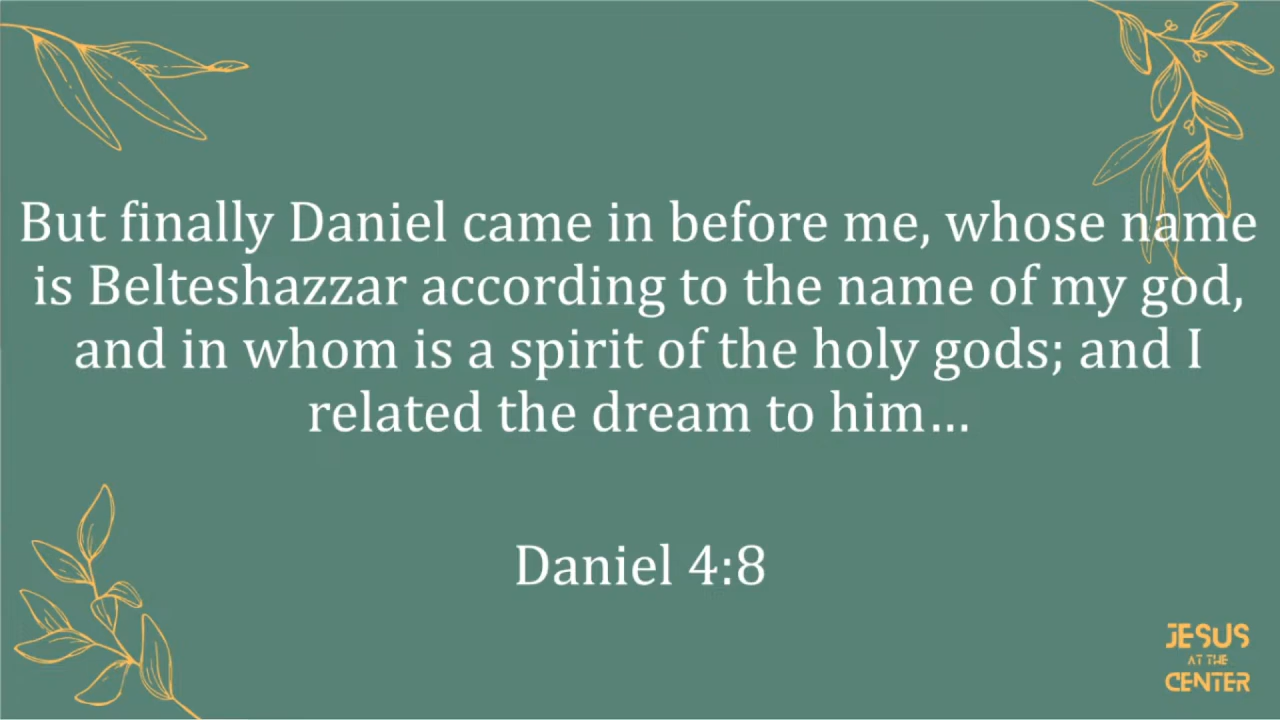 But finally Daniel came in before me, whose name
is Belteshazzar according to the name of my god,
and in whom is a spirit of the holy gods; and I
related the dream to him...
Daniel 4:8
JESUS
AT THE
CENTER